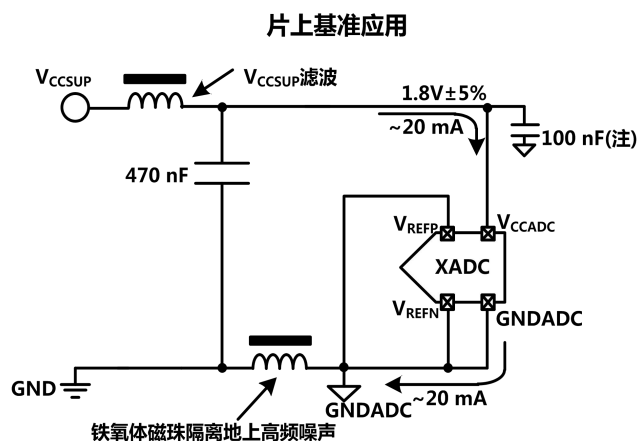 片上基准应用
VCCSUP
VCCSUP滤波
1.8V±5%
~20 mA
100 nF(注)
470 nF
VREFP
VCCADC
XADC
VREFN
GNDADC
GND
GNDADC
~20 mA
铁氧体磁珠隔离地上高频噪声